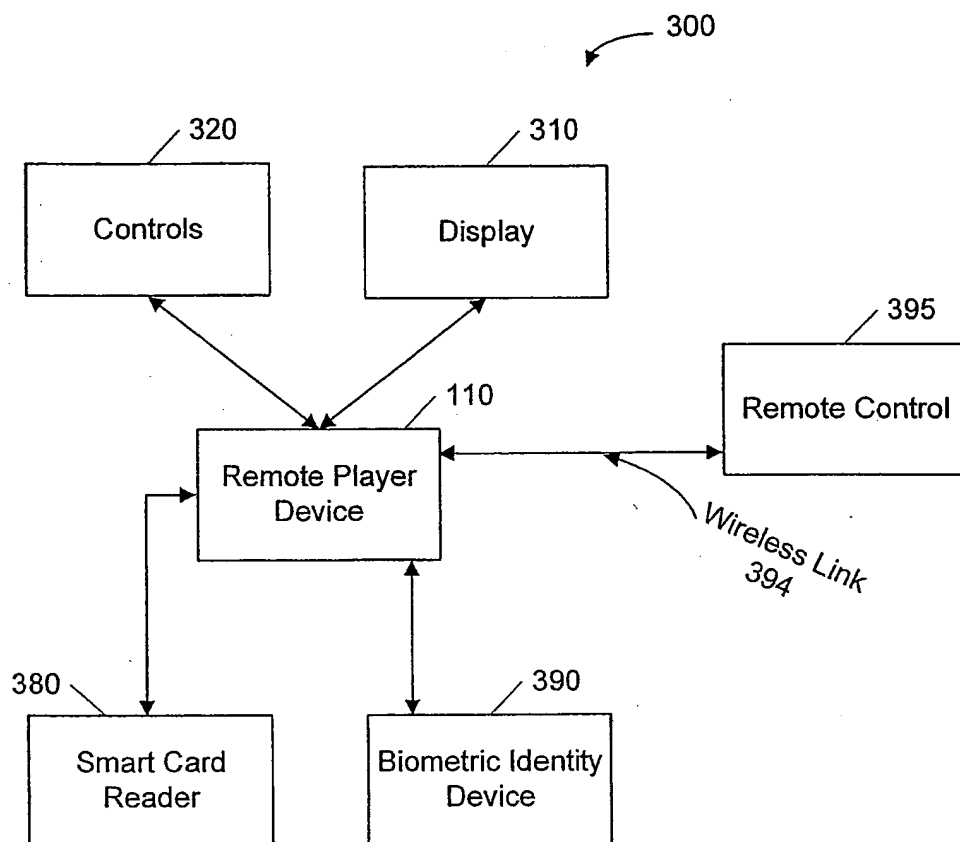 300
320
310
Controls
Display
395
Remote Control
110
Remote Player
Device
Wireless Link
394
380
390
Smart Card
Reader
Biometric Identity
Device